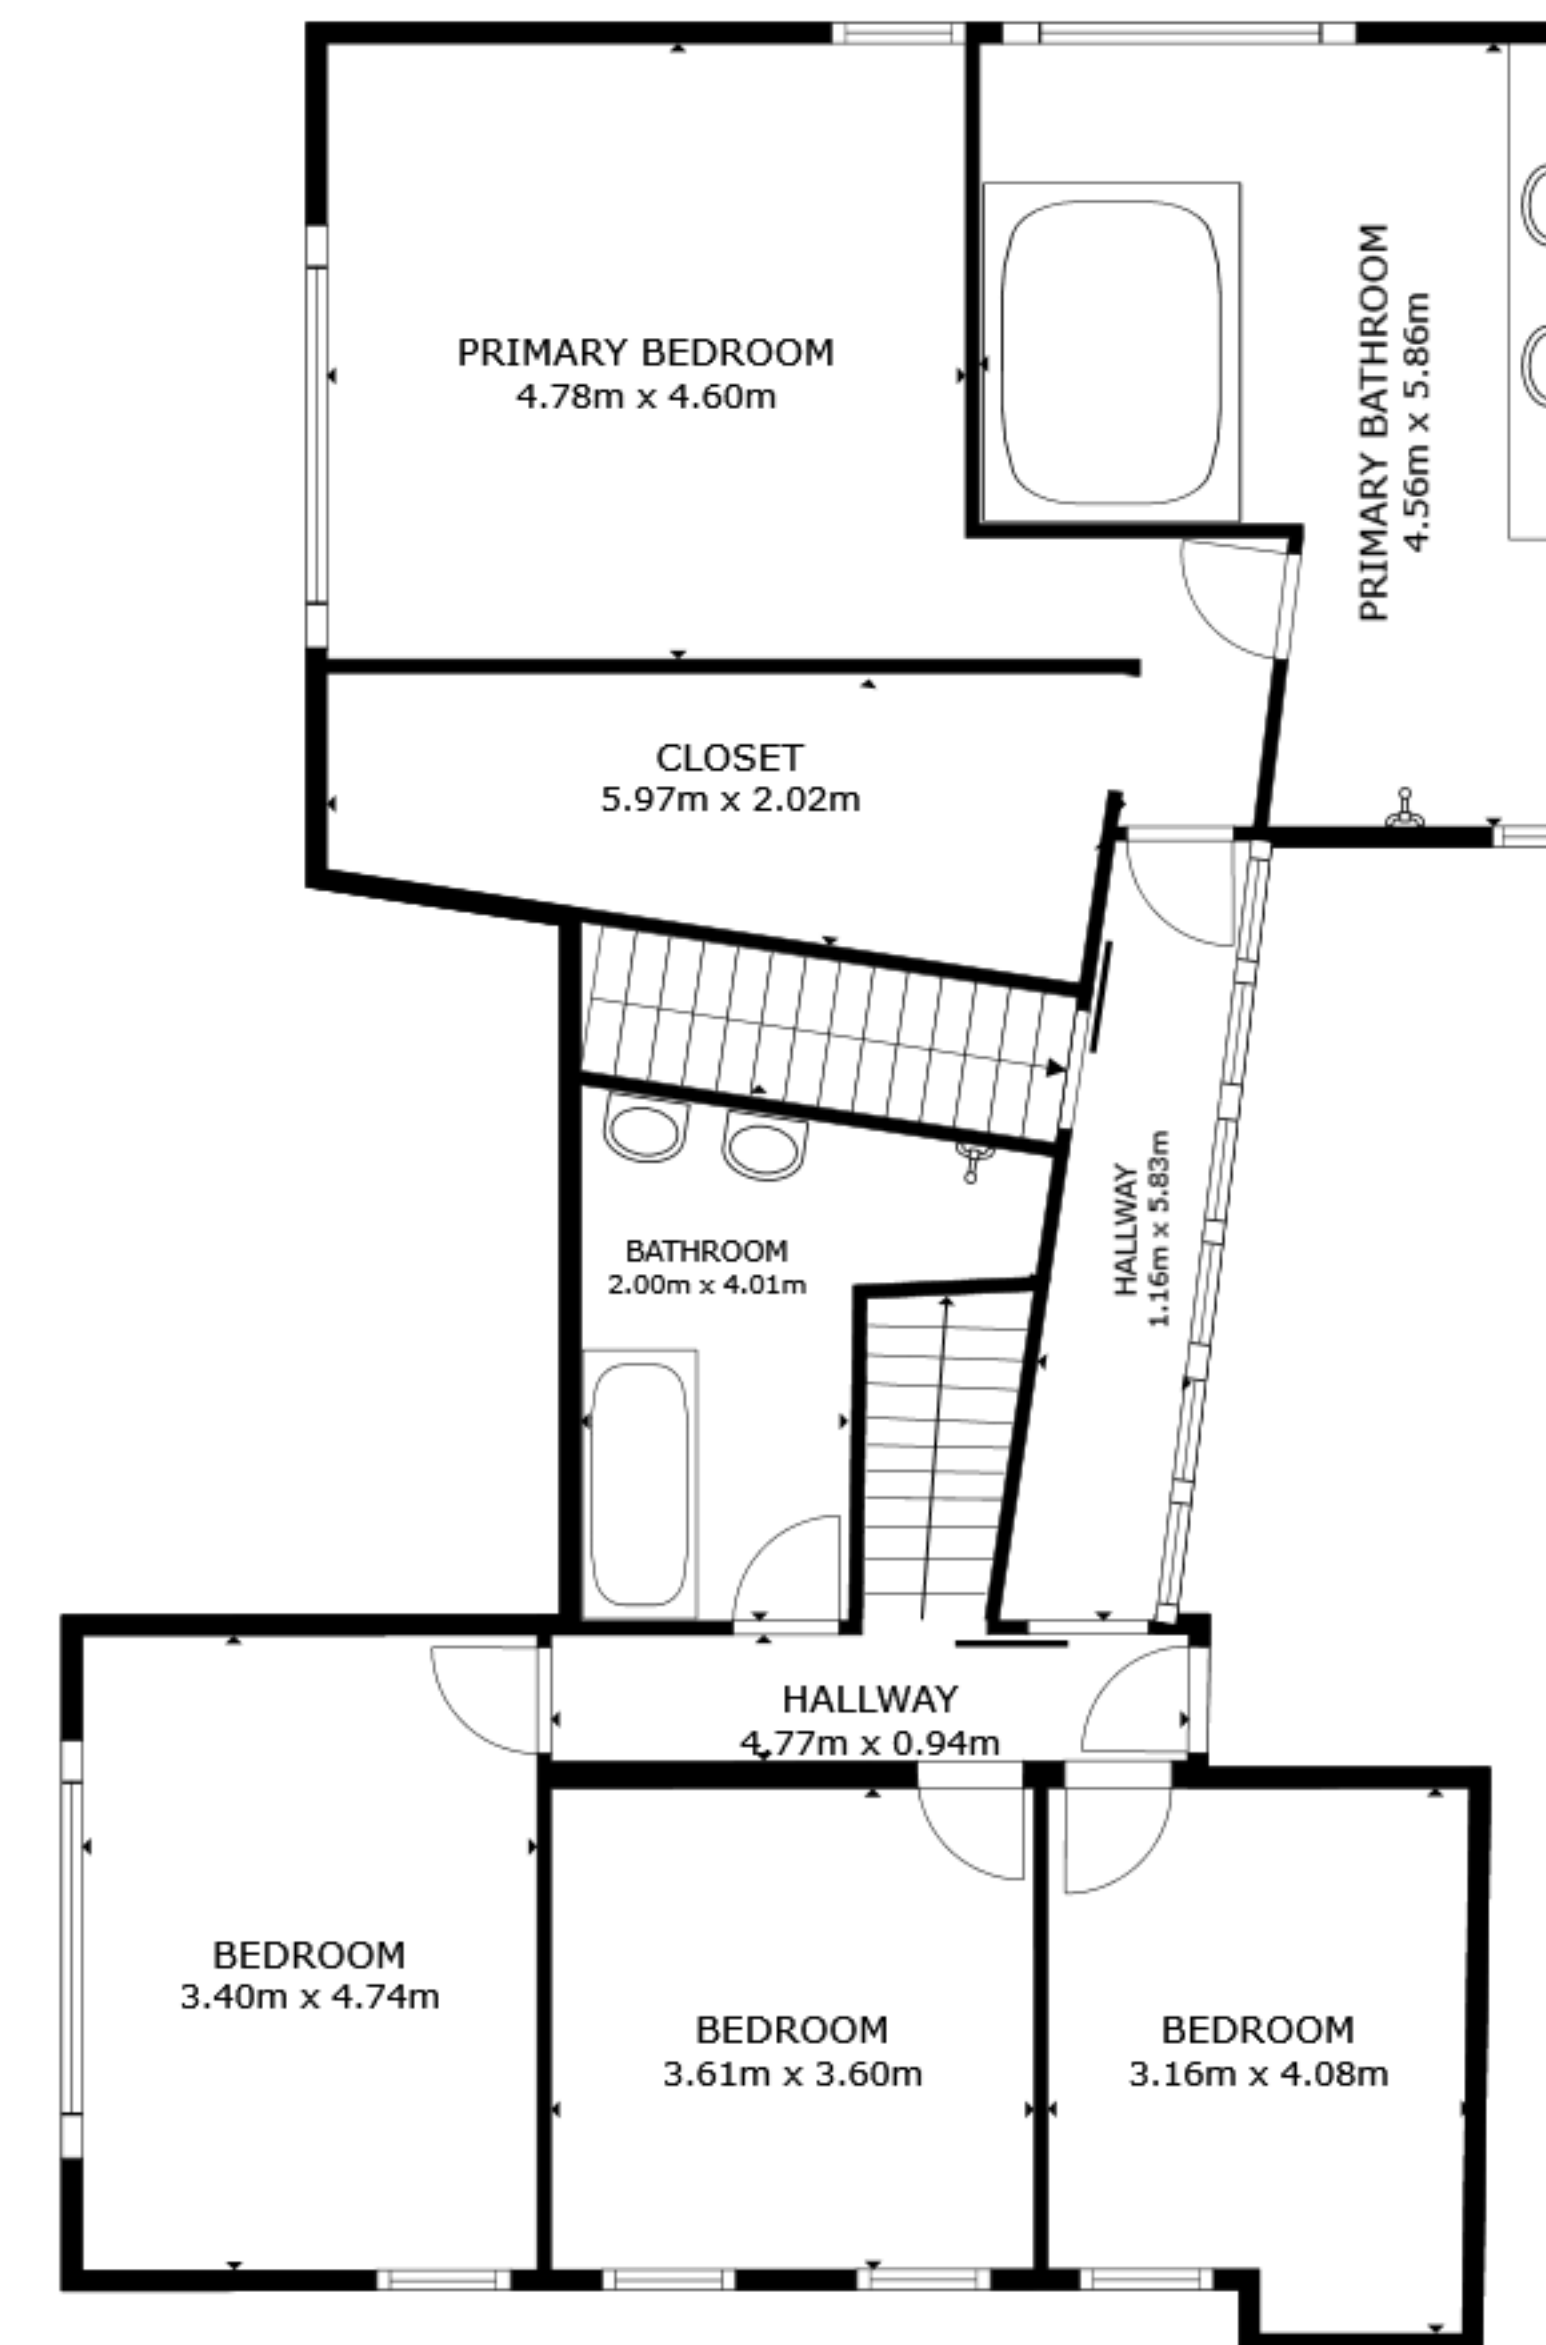 PRIMARY BEDROOM
4.78m x 4.60m
PRIMARY BATHROOM
4.56m x 5.86m
CLOSET
5.97m x 2.02m
HALLWAY
1.16m x 5.83m
BATHROOM
2.00m x 4.01m
HALLWAY
4.77m x 0.94m
BEDROOM
3.40m x 4.74m
BEDROOM
3.61m x 3.60m
BEDROOM
3.16m x 4.08m